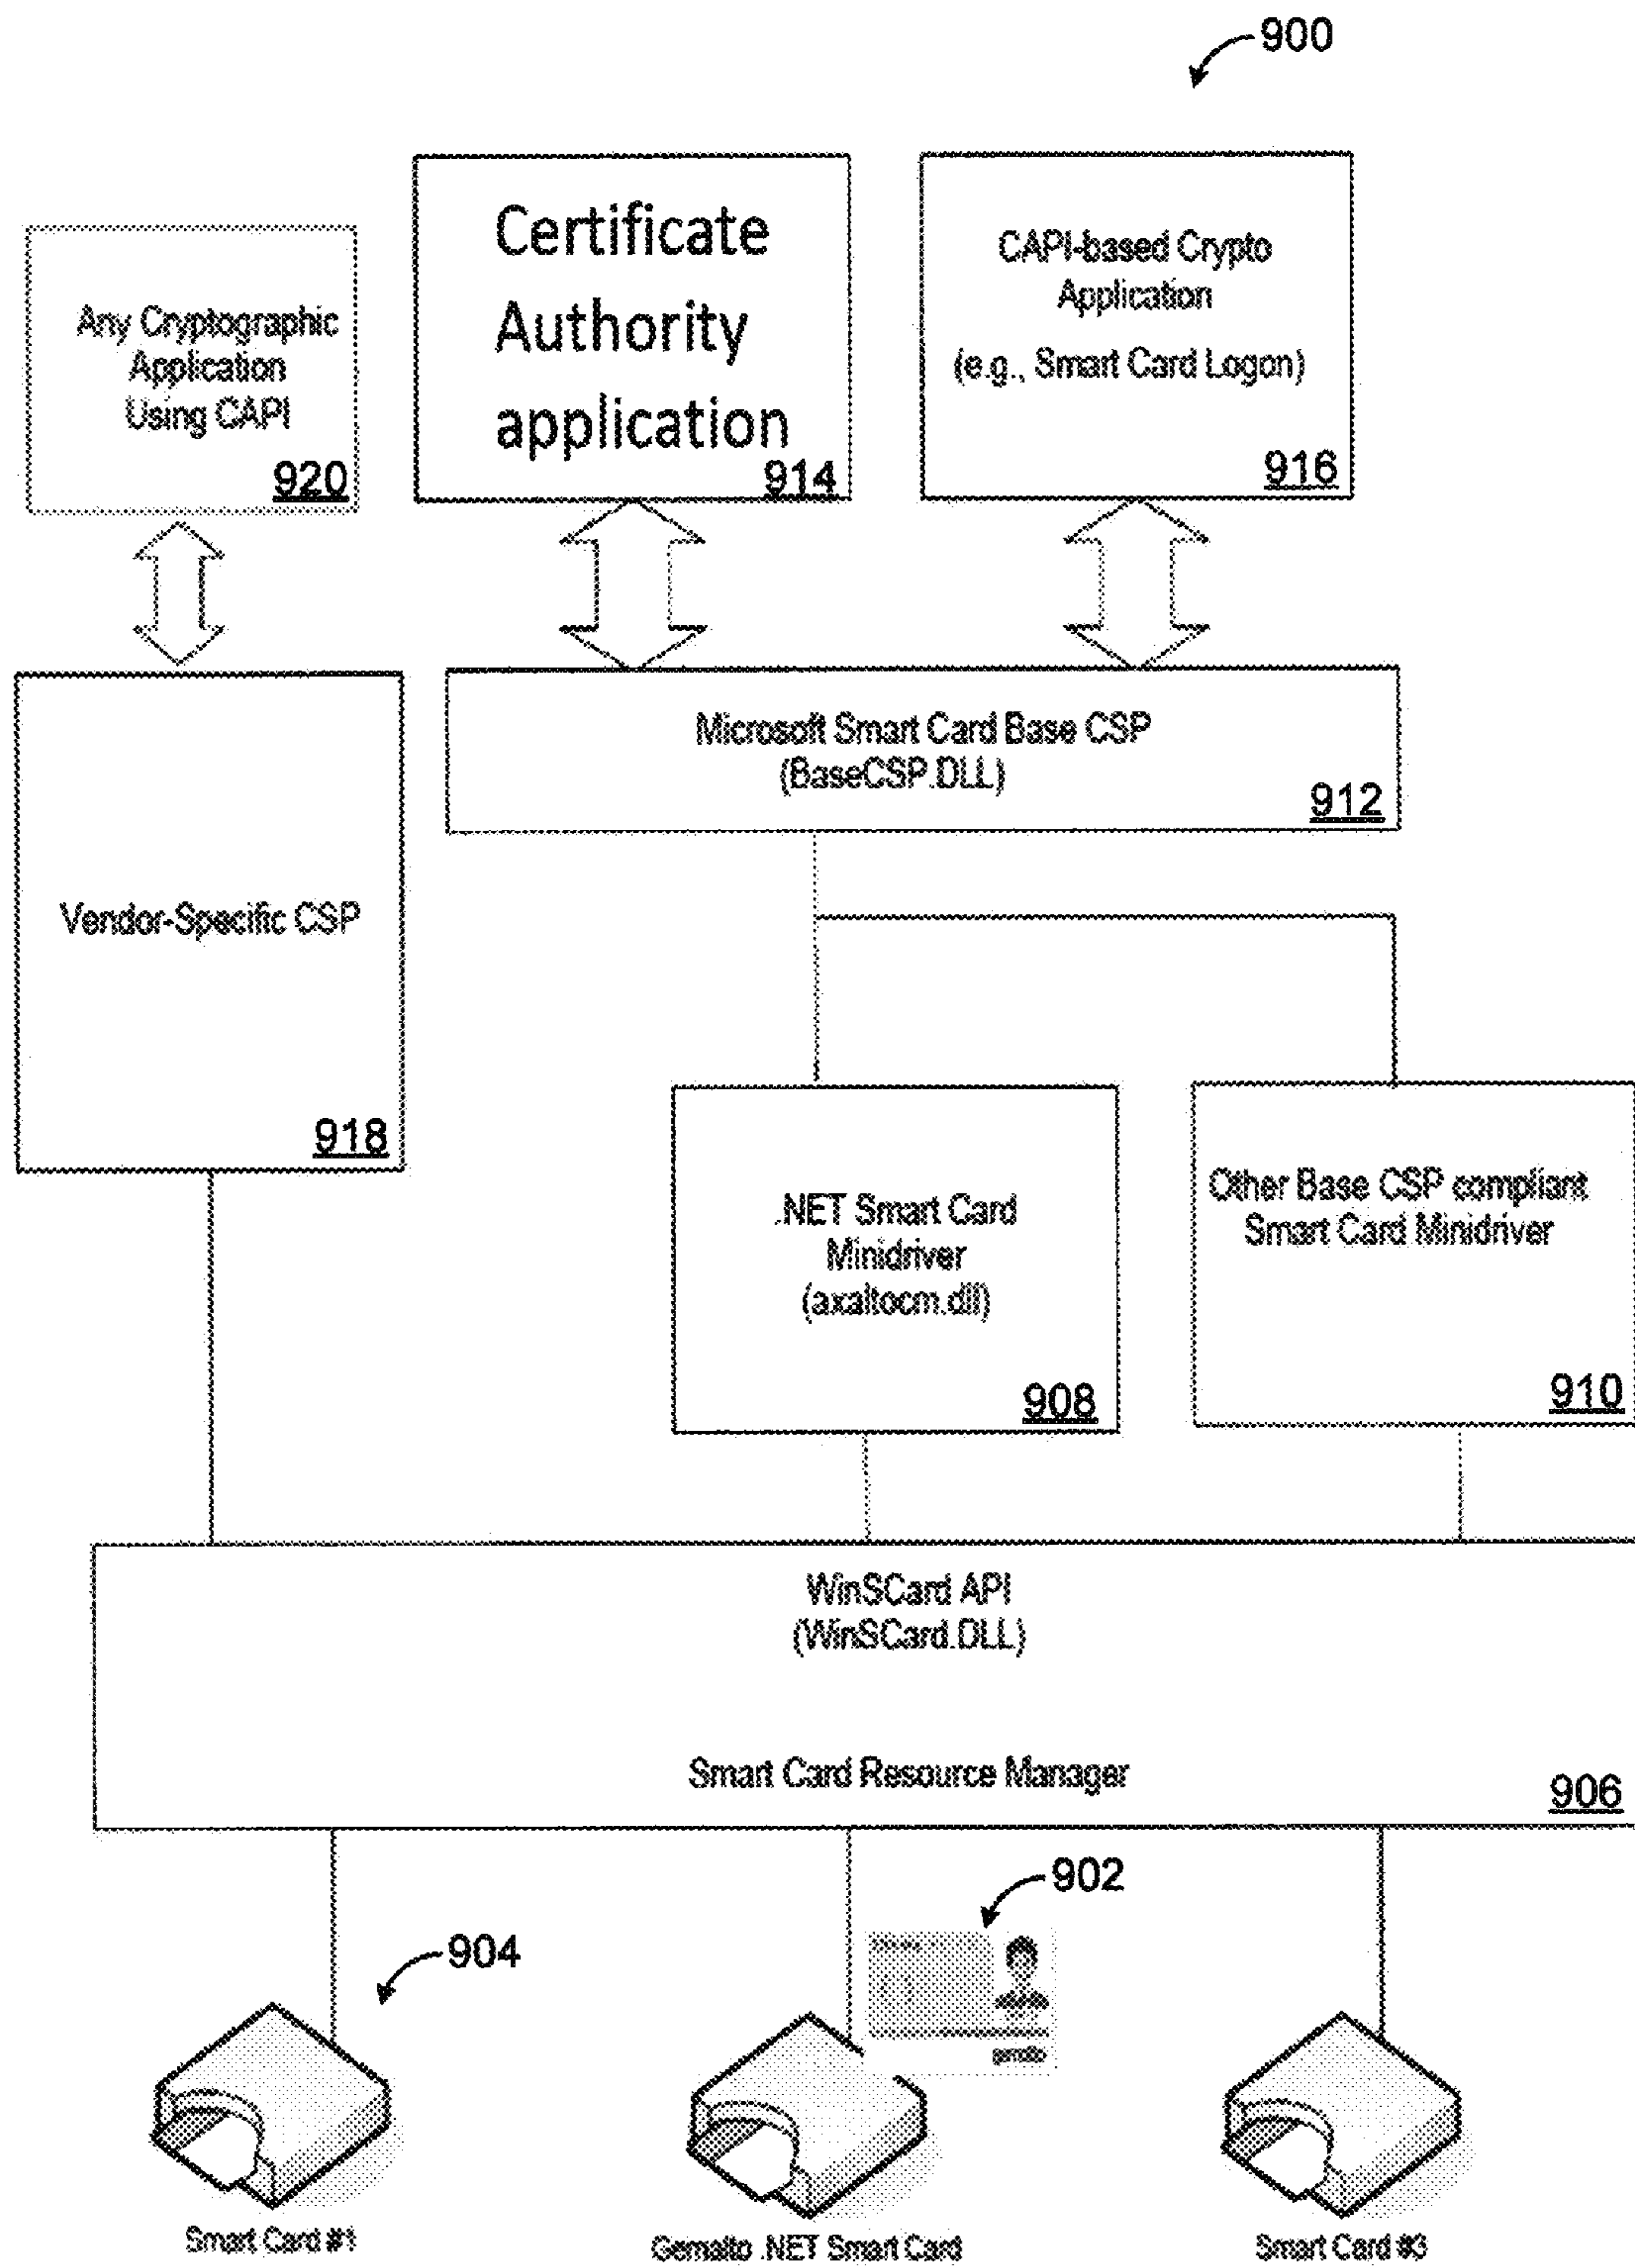 900
Certificate
Authority
application
914
CAPI-based Crypto
Application
(e.g., Smart Card Logon)
916
Any Cryptographic
Application
Using CAPI
920
Microsoft Smart Card Base CSP
(BaseCSP.DLL)
912
Vendor-Specific CSP
918
.NET Smart Card
Minidriver
(axaltocm.dll)
908
Other Base CSP compliant
Smart Card Minidriver
910
WinSCard API
(WinSCard.DLL)
Smart Card Resource Manager
906
902
904
gemalto
Smart Card #1
Gemalto .NET Smart Card
Smart Card #3